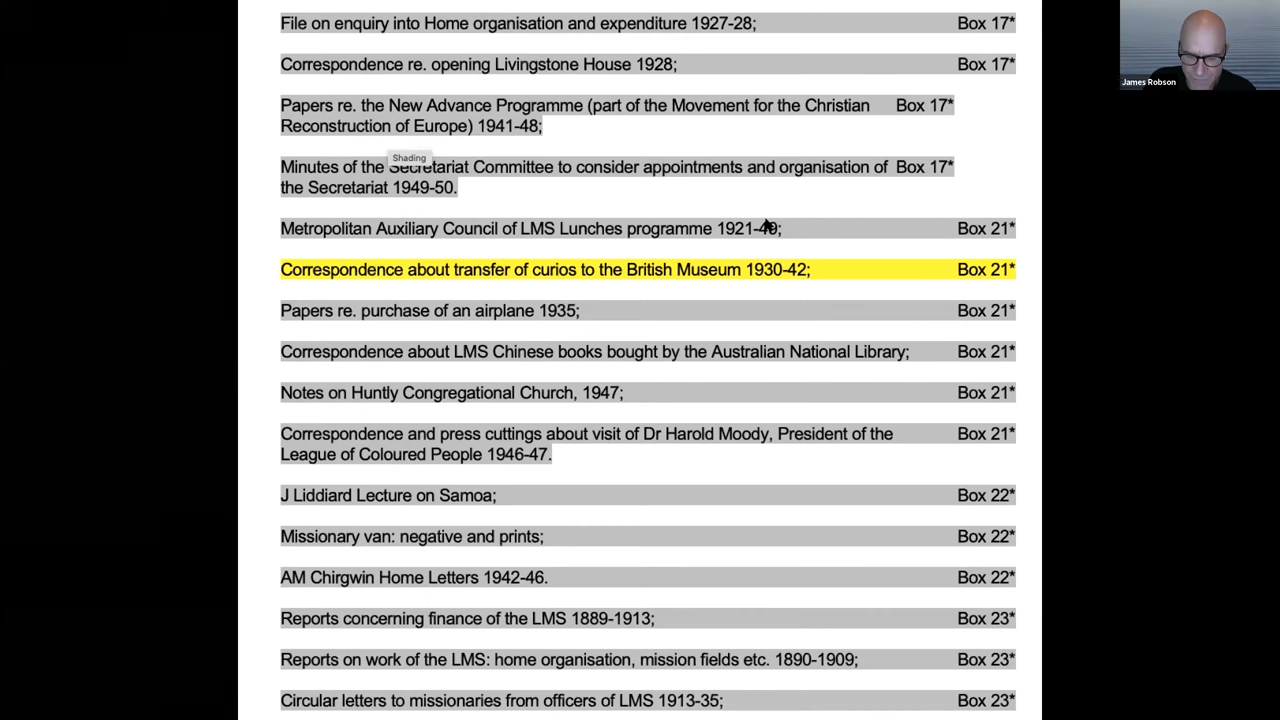 File on enquiry into Home organisation and expenditure 1927-28; Box 17*
James Robson
Correspondence re. opening Livingstone House 1928; Box 17*
Papers re. the New Advance Programme (part of the Movement for the Christian Box 17*
Reconstruction of Europe) 1941-48;
Shading
Minutes of the Secretariat Committee to consider appointments and organisation of Box 17*
the Secretariat 1949-50.
Metropolitan Auxiliary Council of LMS Lunches programme 1921-49; Box 21*
Correspondence about transfer of curios to the British Museum 1930-42; Box 21*
Papers re. purchase of an airplane 1935; Box 21*
Correspondence about LMS Chinese books bought by the Australian National Library; Box 21*
Notes on Huntly Congregational Church, 1947; Box 21*
Correspondence and press cuttings about visit of Dr Harold Moody, President of the Box 21*
League of Coloured People 1946-47.
J Liddiard Lecture on Samoa; Box 22*
Missionary van: negative and prints; Box 22*
AM Chirgwin Home Letters 1942-46. Box 22*
Reports concerning finance of the LMS 1889-1913; Box 23*
Reports on work of the LMS: home organisation, mission fields etc. 1890-1909; Box 23*
Circular letters to missionaries from officers of LMS 1913-35; Box 23*